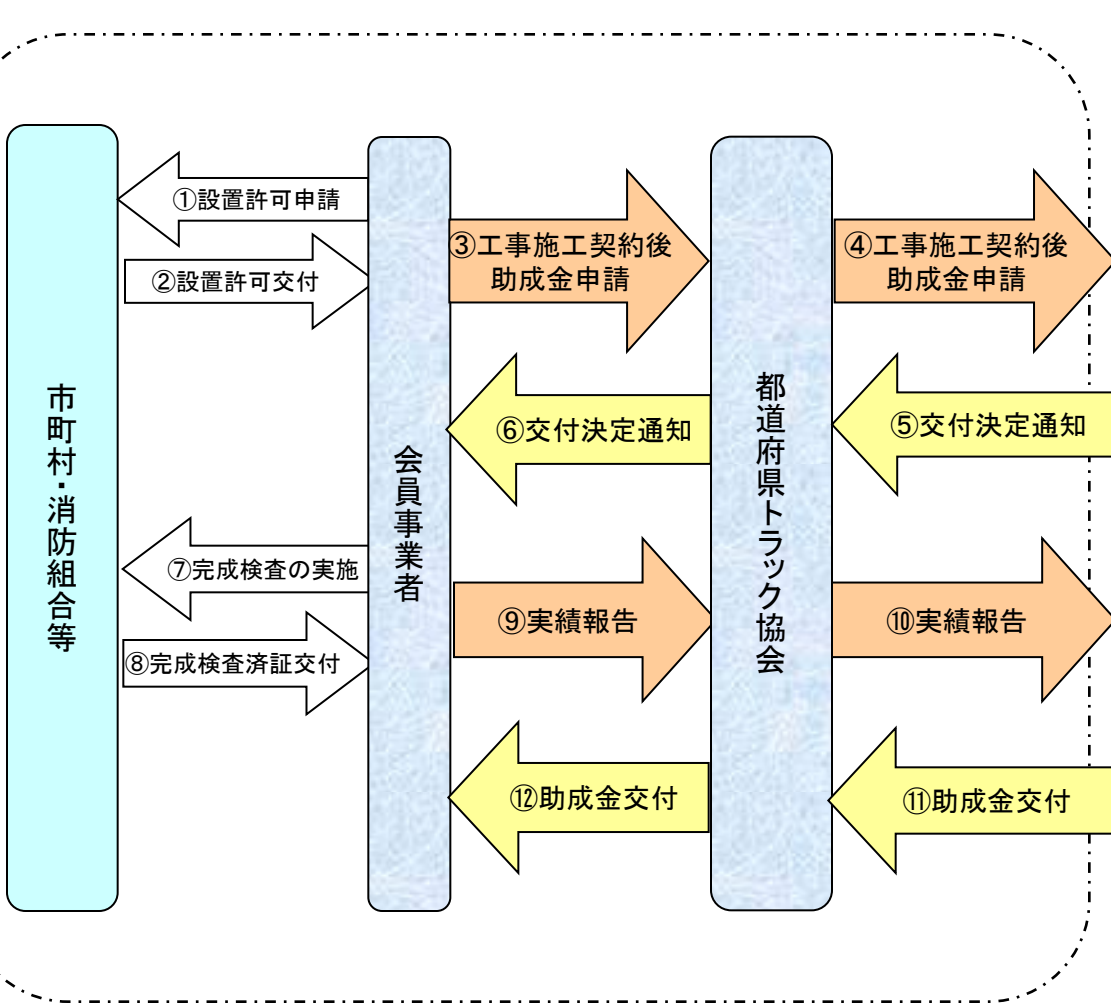 市町村・消防組合等
①設置許可申請
②設置許可交付
⑦完成検査の実施
⑧完成検査済証交付
会員事業者
③工事施工契約後
助成金申請
⑥交付決定通知
⑨実績報告
⑫助成金交付
都道府県トラック協会
④工事施工契約後
助成金申請
⑤交付決定通知
⑩実績報告
⑪助成金交付